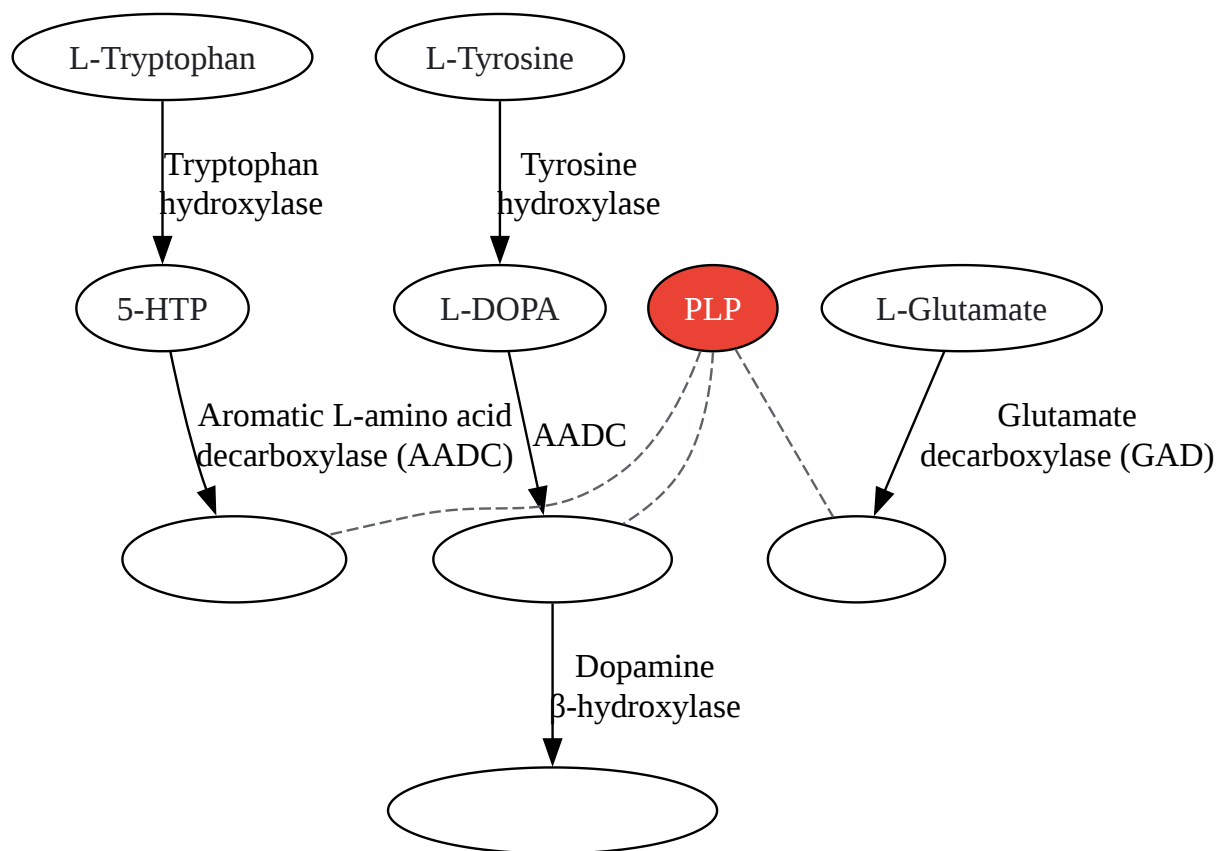 L-Tryptophan
L-Tyrosine
Tryptophan
hydroxylase
Tyrosine
hydroxylase
5-HTP
L-DOPA
PLP
L-Glutamate
Aromatic L-amino acid
decarboxylase (AADC)
AADC
Glutamate
decarboxylase (GAD)
Dopamine
β-hydroxylase